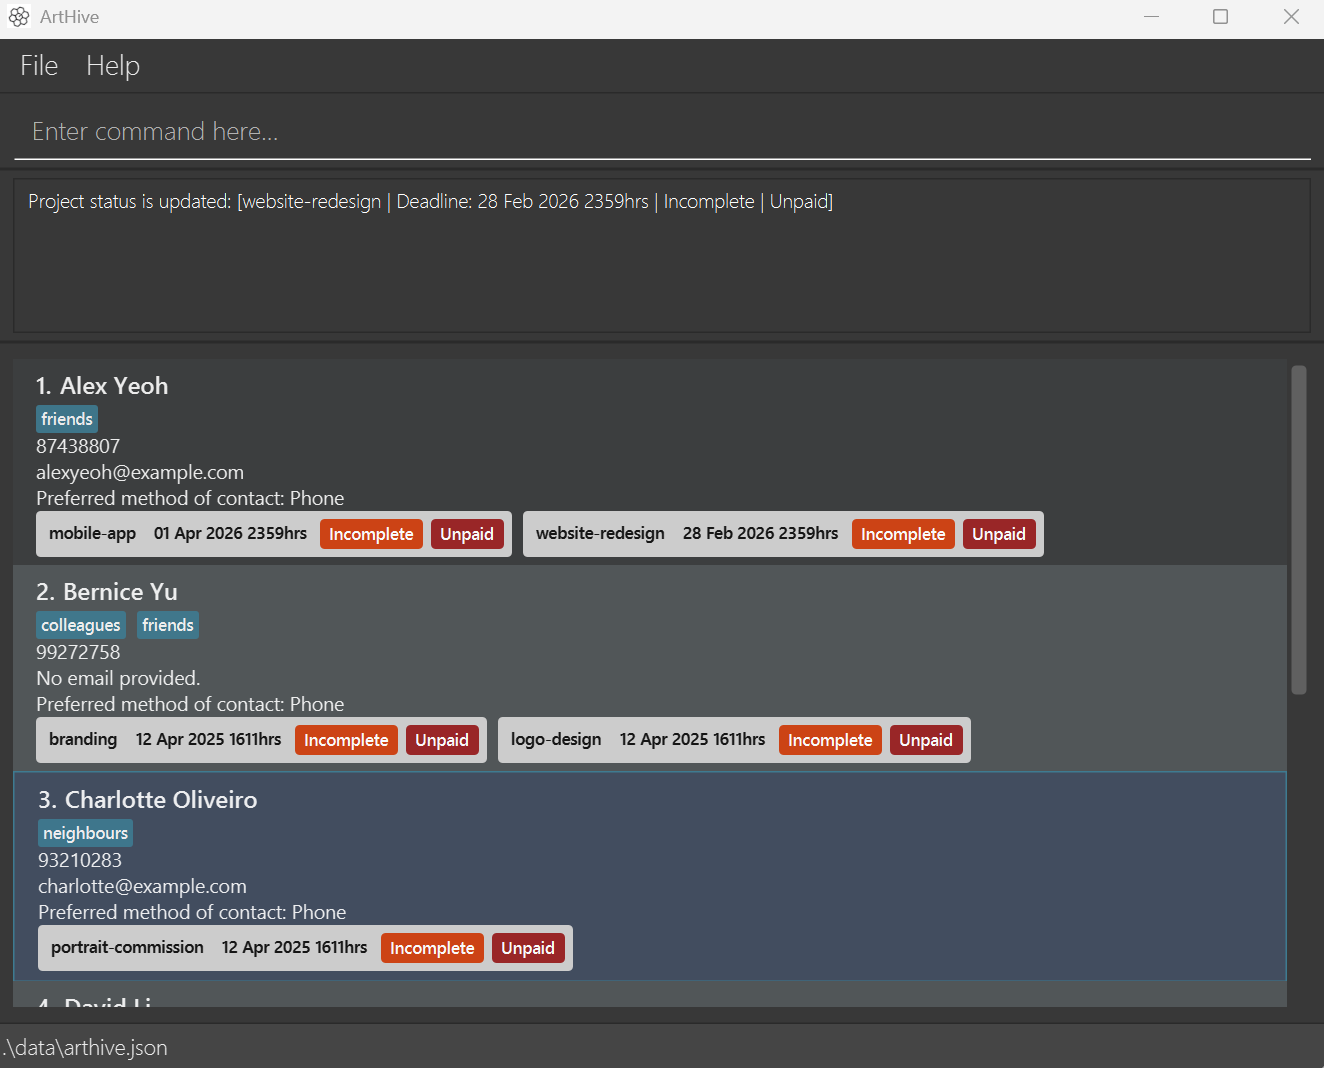 ArtHive
File Help
Enter command here...
Project status is updated: [website-redesign | Deadline: 28 Feb 2026 2359hrs | Incomplete | Unpaid]
1. Alex Yeoh
friends
87438807
alexyeoh@example.com
Preferred method of contact: Phone
mobile-app 01 Apr 2026 2359hrs Incomplete Unpaid website-redesign 28 Feb 2026 2359hrs Incomplete Unpaid
2. Bernice Yu
colleagues friends
99272758
No email provided.
Preferred method of contact: Phone
branding 12 Apr 2025 1611hrs Incomplete Unpaid logo-design 12 Apr 2025 1611hrs Incomplete Unpaid
3. Charlotte Oliveiro
neighbours
93210283
charlotte@example.com
Preferred method of contact: Phone
portrait-commission 12 Apr 2025 1611hrs Incomplete Unpaid
4. David Li
.\data\arthive.json